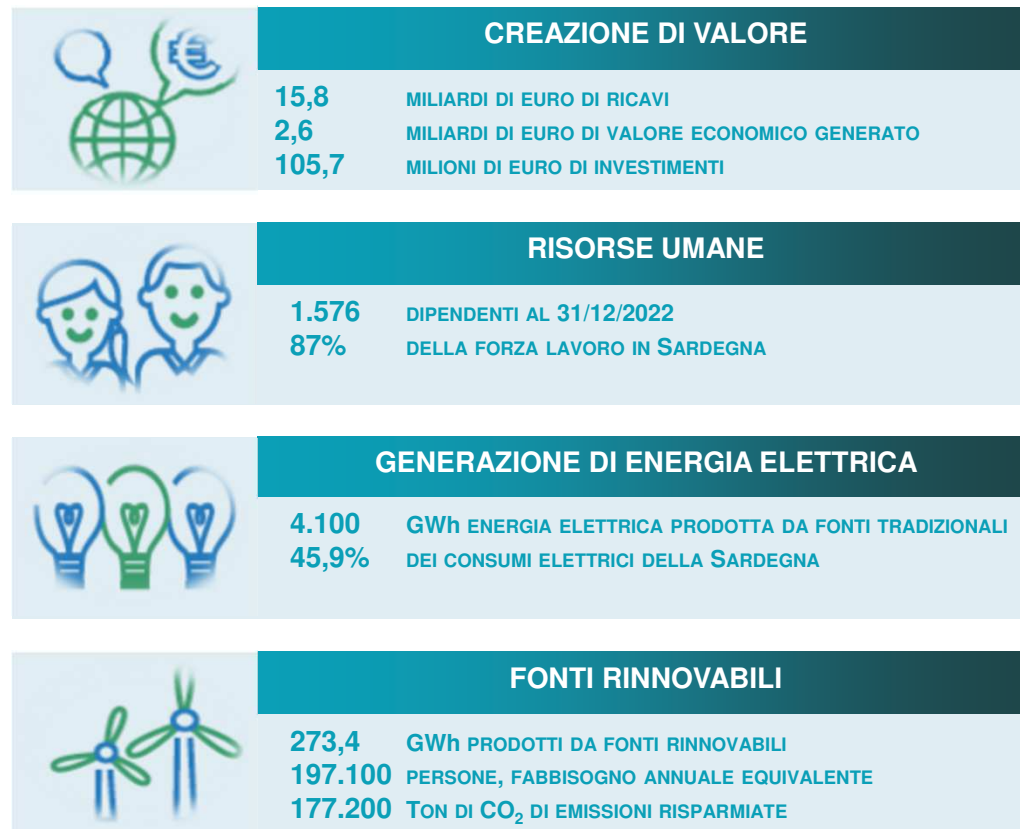 CREAZIONE DI VALORE
15,8 MILIARDI DI EURO DI RICAVI
2,6 MILIARDI DI EURO DI VALORE ECONOMICO GENERATO
105,7 MILIONI DI EURO DI INVESTIMENTI
RISORSE UMANE
1.576 DIPENDENTI AL 31/12/2022
87% DELLA FORZA LAVORO IN SARDEGNA
GENERAZIONE DI ENERGIA ELETTRICA
4.100 GWh ENERGIA ELETTRICA PRODOTTA DA FONTI TRADIZIONALI
45,9% DEI CONSUMI ELETTRICI DELLA SARDEGNA
FONTI RINNOVABILI
273,4 GWh PRODOTTI DA FONTI RINNOVABILI
197.100 PERSONE, FABBISOGNO ANNUALE EQUIVALENTE
177.200 TON DI CO₂ DI EMISSIONI RISPARMIATE